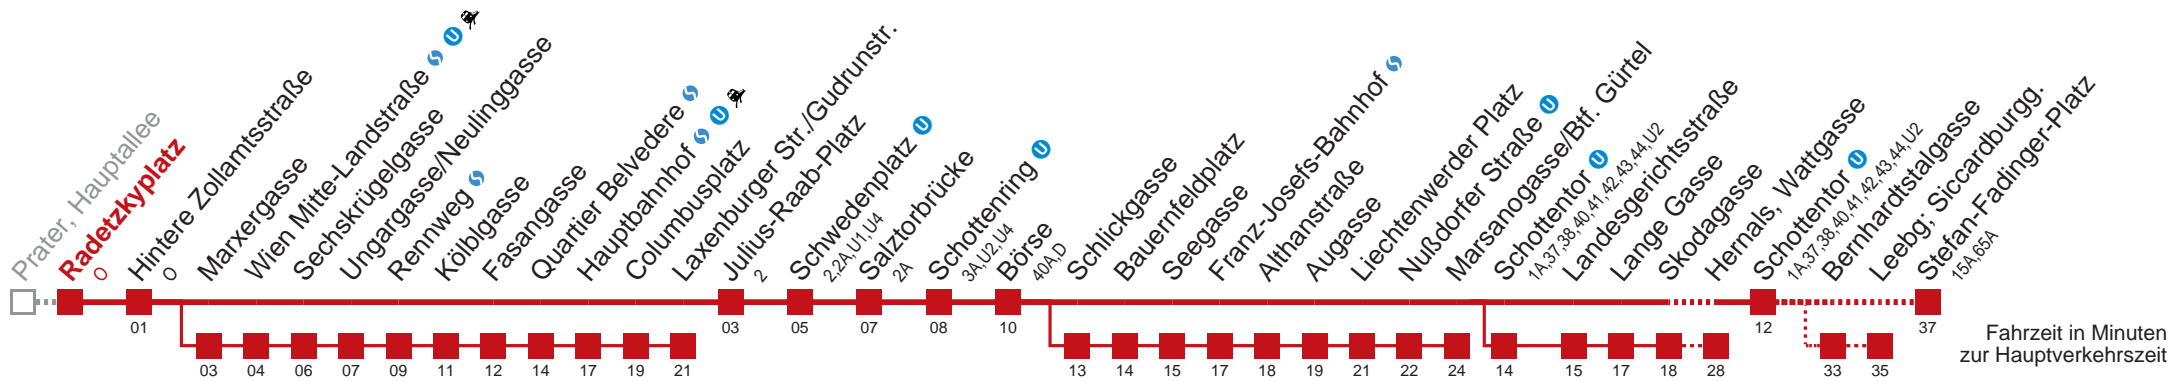 Prater, Hauptallee
Radetzkyplatz
O
Hintere Zollamtsstraße
O
Marxergasse
Wien Mitte-Landstraße S U
Sechskrügelgasse
Ungargasse/Neulinggasse
Rennweg S
Kölblgasse
Fasangasse
Quartier Belvedere S
Hauptbahnhof S U
Columbusplatz
Laxenburger Str./Gudrunstr.
Julius-Raab-Platz
2
Schwedenplatz U
2,2A,U1,U4
Salztorbrücke
2A
Schottenring U
3A,U2,U4
Börse
40A,D
Schlickgasse
Bauernfeldplatz
Seegasse
Franz-Josefs-Bahnhof S
Althanstraße
Augasse
Liechtenwerder Platz
Nußdorfer Straße U
Marsanogasse/Btf. Gürtel
Schottentor U
1A,37,38,40,41,42,43,44,U2
Landesgerichtsstraße
Lange Gasse
Skodagasse
Hernals, Wattgasse
Schottentor U
1A,37,38,40,41,42,43,44,U2
Bernhardtstalgasse
Leebg; Siccardburgg.
Stefan-Fadinger-Platz
15A,65A
01
03
05
07
08
10
12
37
03
04
06
07
09
11
12
14
17
19
21
13
14
15
17
18
19
21
22
24
14
15
17
18
28
33
35
Fahrzeit in Minuten
zur Hauptverkehrszeit